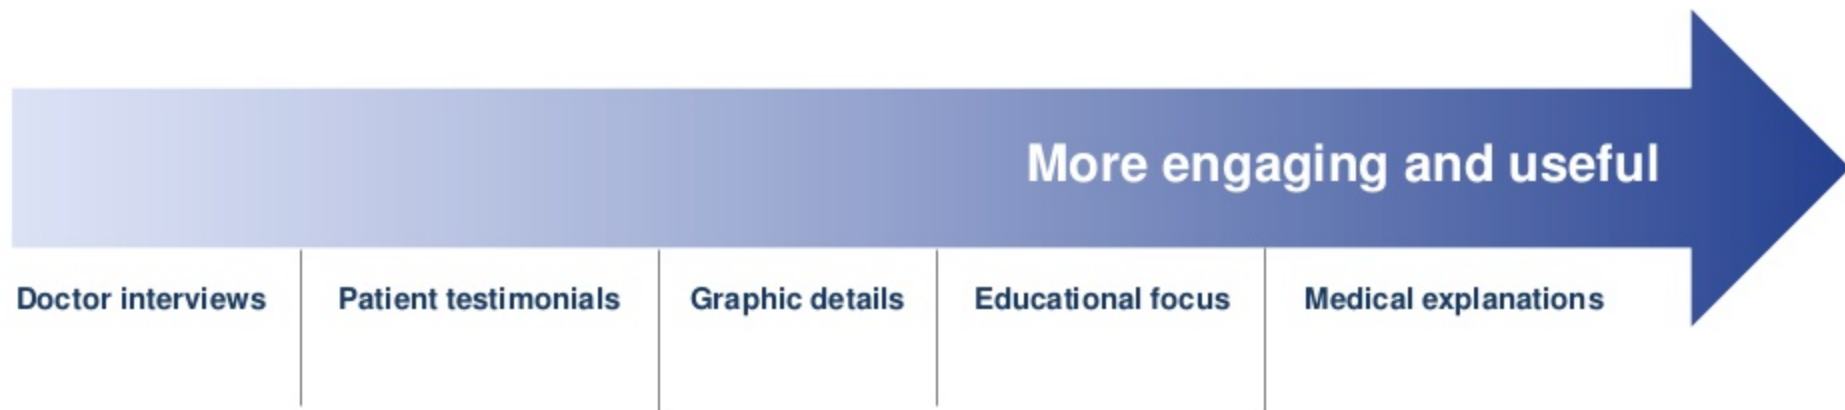 More engaging and useful
Doctor interviews
Patient testimonials
Graphic details
Educational focus
Medical explanations